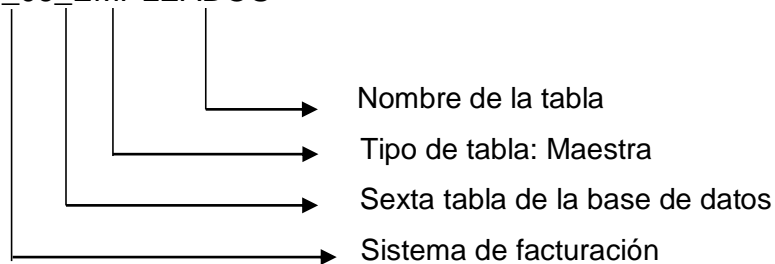 Nombre de la tabla
Tipo de tabla: Maestra
Sexta tabla de la base de datos
Sistema de facturación